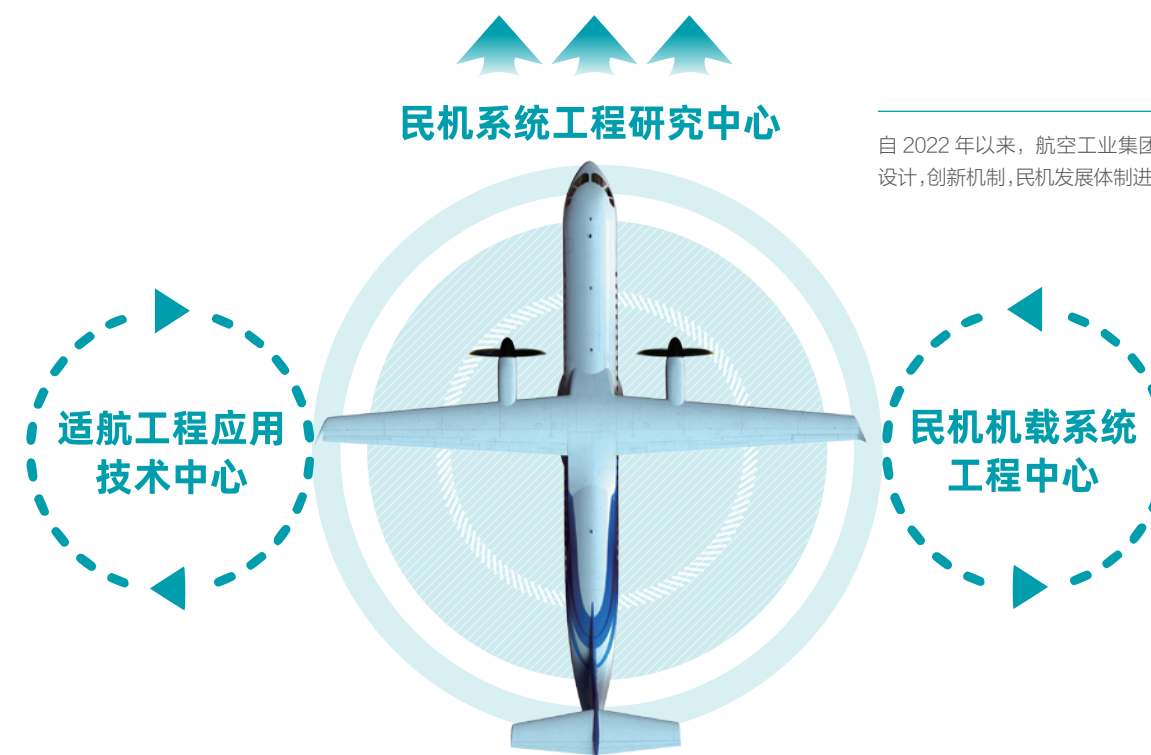 民机系统工程研究中心
自 2022 年以来，航空工业集团
设计，创新机制，民机发展体制进
适航工程应用
技术中心
民机机载系统
工程中心